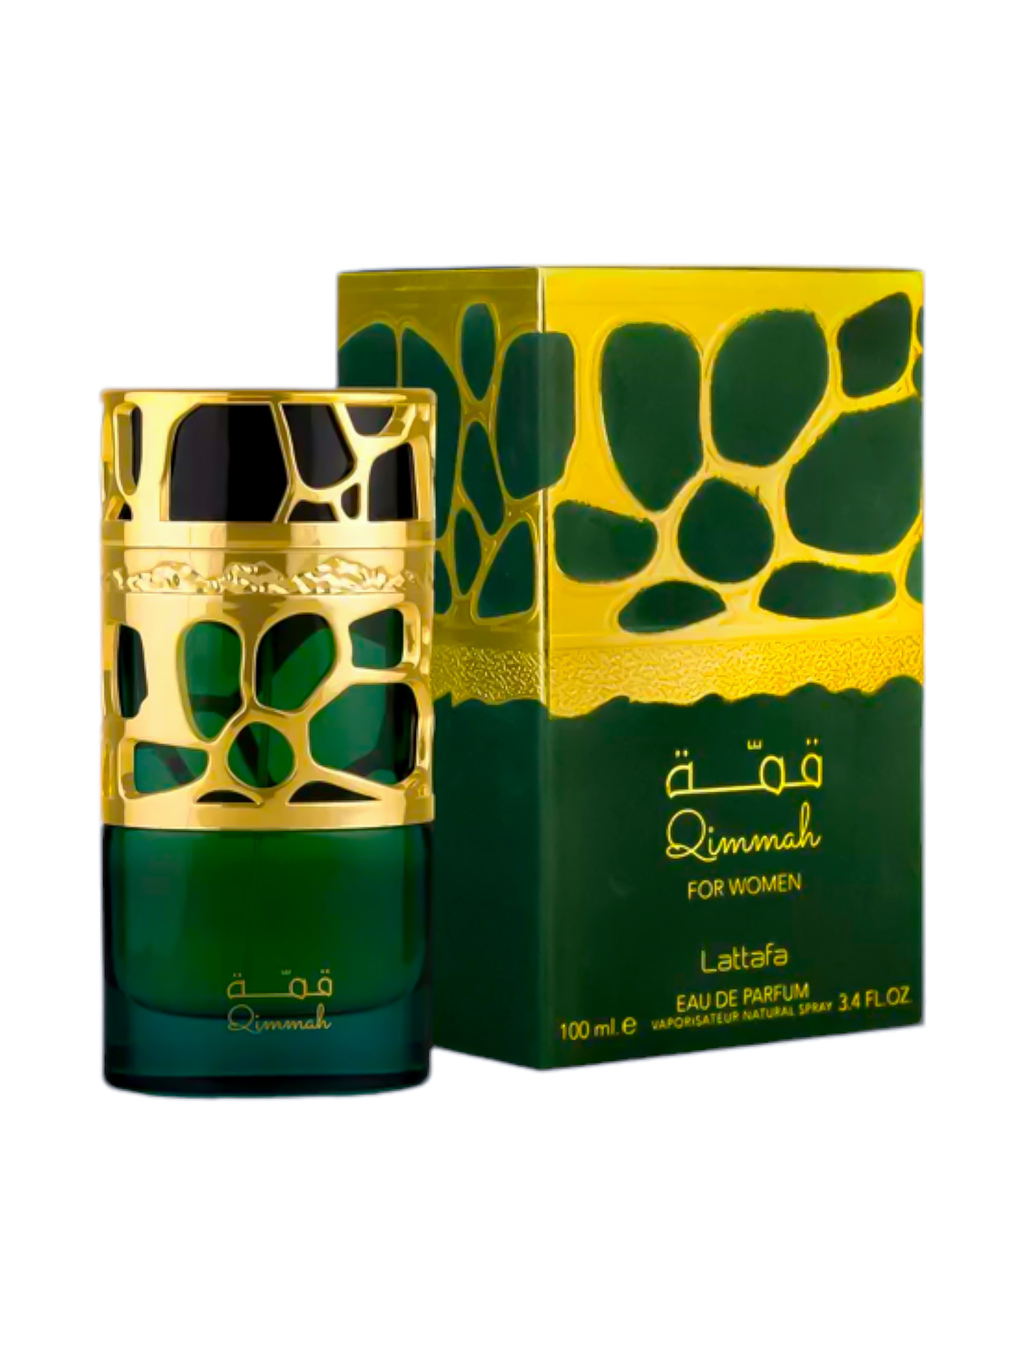 قمّة
Qimmah
FOR WOMEN
Lattafa
EAU DE PARFUM
100 ml. e VAPORISATEUR NATURAL SPRAY 3.4 FL.OZ.
قمّة
Qimmah